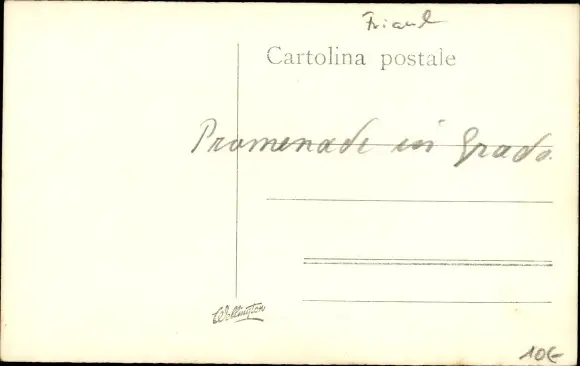 Friaul
Cartolina postale
Promenade in Grado.
Wellington
10€